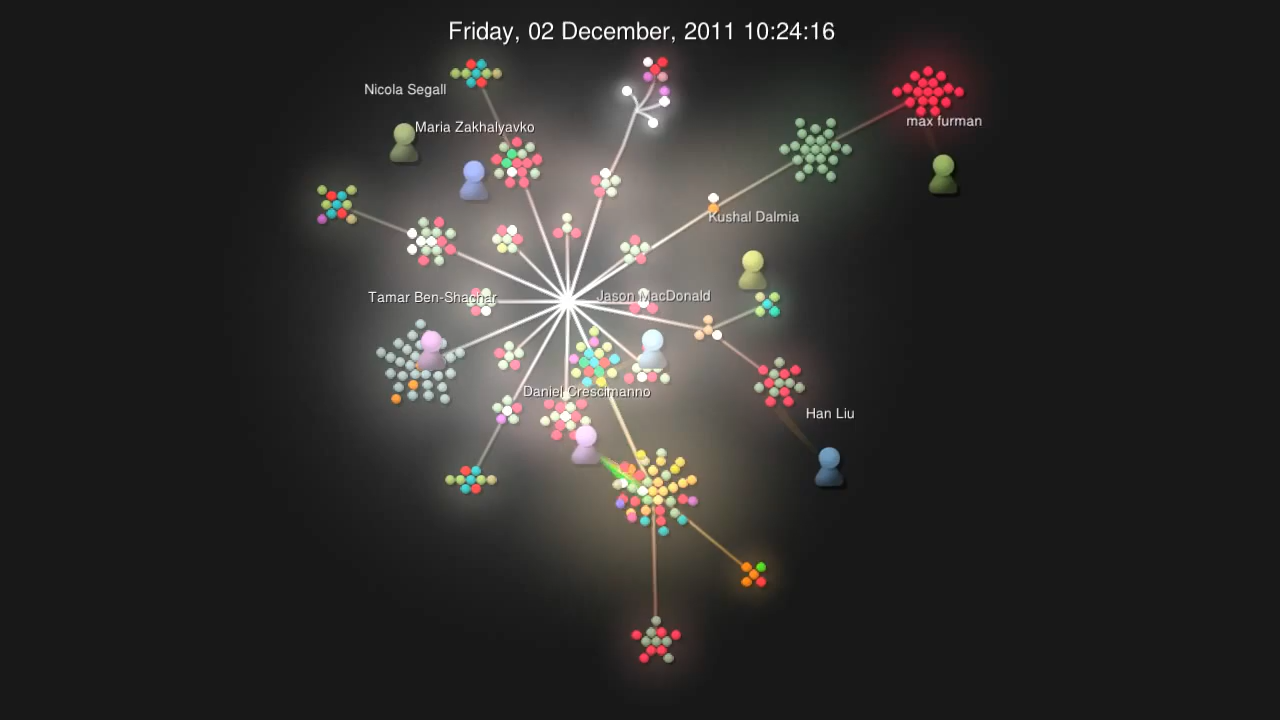 Friday, 02 December, 2011 10:24:16
Nicola Segall
max furman
Maria Zakhalyavko
Kushal Dalmia
Tamar Ben-Shachar
Jason MacDonald
Daniel Crescimanno
Han Liu